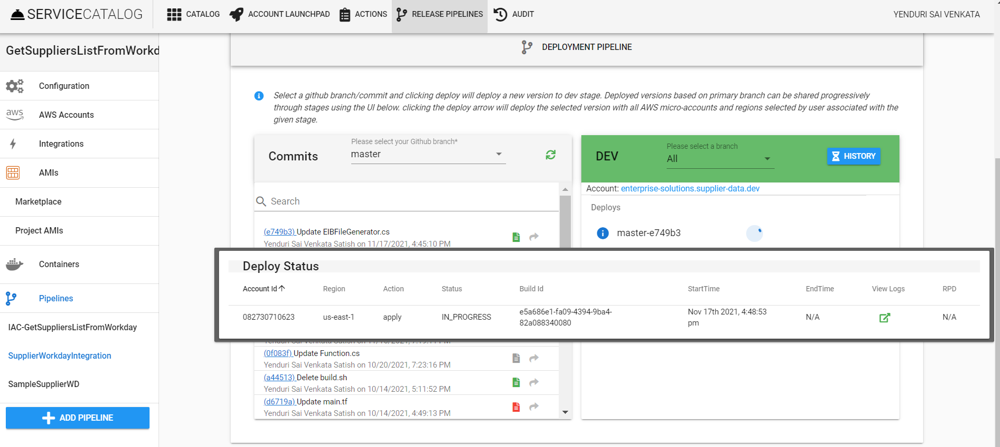 SERVICECATALOG
CATALOG
ACCOUNT LAUNCHPAD
ACTIONS
RELEASE PIPELINES
AUDIT
YENDURI SAI VENKATA
GetSuppliersListFromWorkd
Configuration
aws AWS Accounts
Integrations
AMIs
Marketplace
Project AMIs
Containers
Pipelines
IAC-GetSuppliersListFromWorkday
SupplierWorkdayIntegration
SampleSupplierWD
ADD PIPELINE
DEPLOYMENT PIPELINE
Select a github branch/commit and clicking deploy will deploy a new version to dev stage. Deployed versions based on primary branch can be shared progressively
through stages using the UI below. clicking the deploy arrow will deploy the selected version with all AWS micro-accounts and regions selected by user associated with the
given stage.
Commits
Please select your Github branch*
master
Search
(e749b3) Update EIBFileGenerator.cs
Yenduri Sai Venkata Satish on 11/17/2021, 4:45:10 PM
DEV
Please select a branch
All
HISTORY
Account: enterprise-solutions.supplier-data.dev
Deploys
master-e749b3
Deploy Status
Account Id Region Action Status Build Id StartTime EndTime View Logs RPD
082730710623 us-east-1 apply IN_PROGRESS e5a686e1-fa09-4394-9ba4-
82a088340080 Nov 17th 2021, 4:48:53
pm N/A N/A
(0f083f) Update Function.cs
Yenduri Sai Venkata Satish on 10/20/2021, 7:23:16 PM
(a44513) Delete build.sh
Yenduri Sai Venkata Satish on 10/14/2021, 5:11:52 PM
(d6719a) Update main.tf
Yenduri Sai Venkata Satish on 10/14/2021, 4:49:13 PM